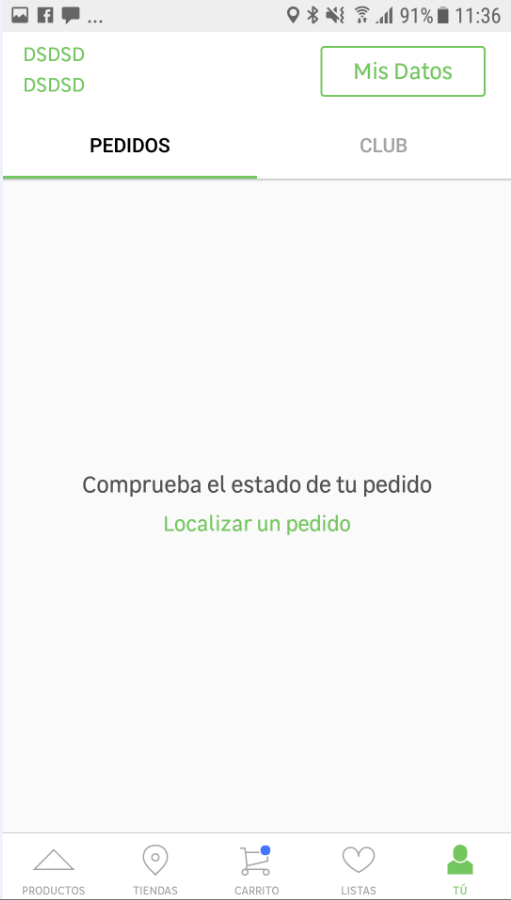 ... 91% 11:36
DSDSD
DSDSD
Mis Datos
PEDIDOS CLUB
Comprueba el estado de tu pedido
Localizar un pedido
PRODUCTOS TIENDAS CARRITO LISTAS TÚ